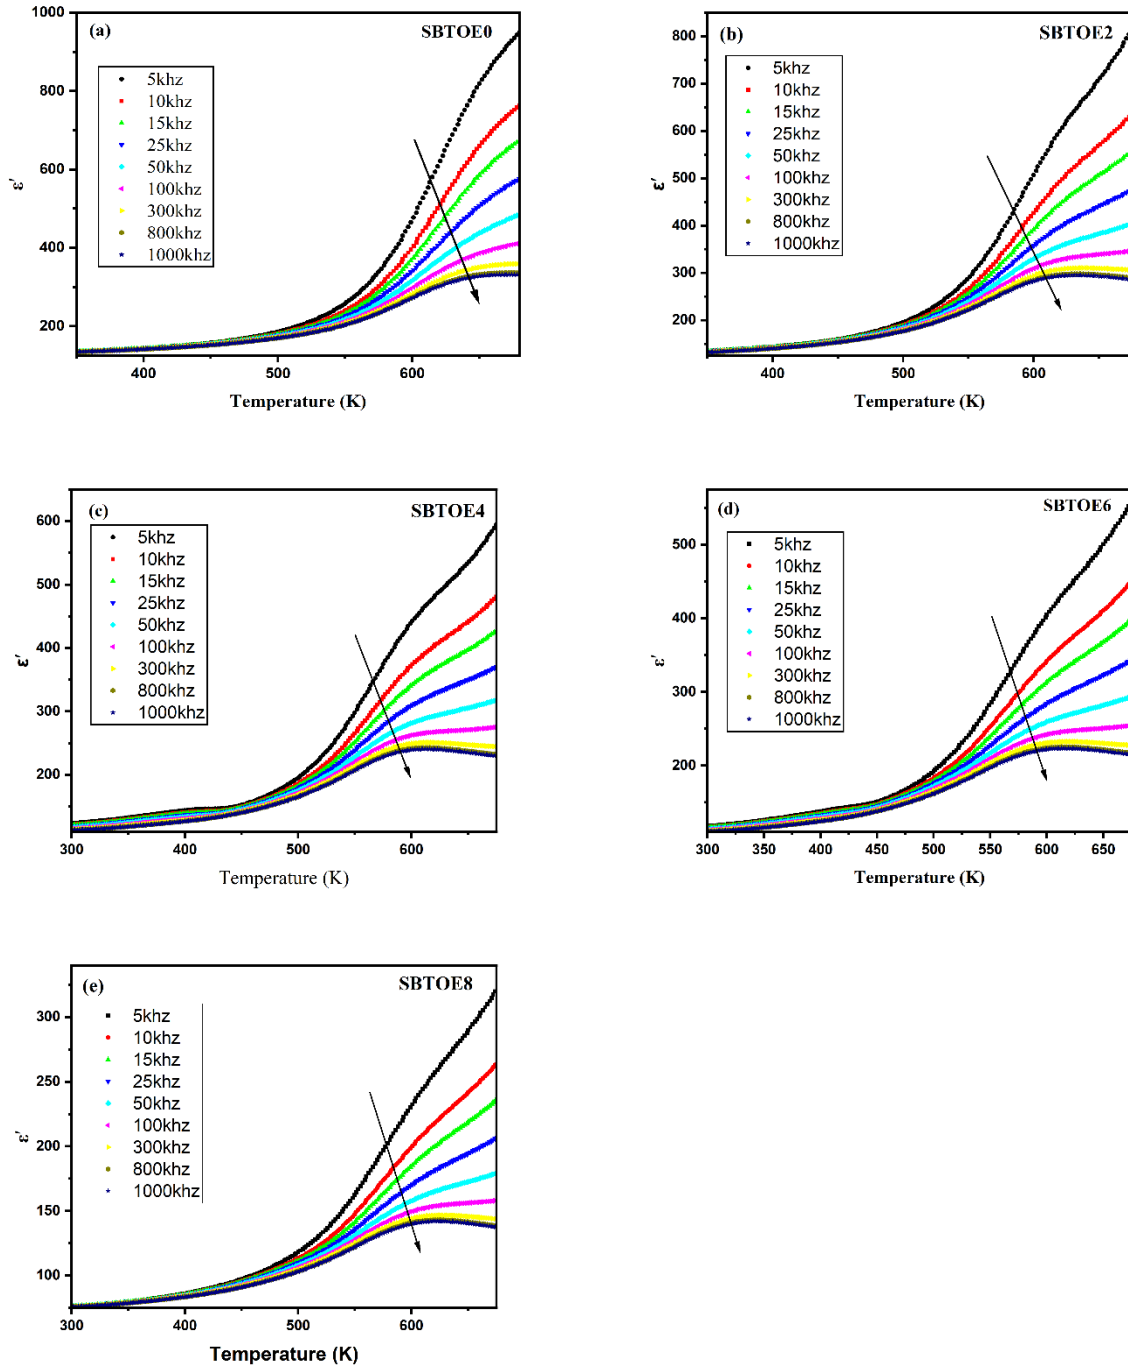 (a)
SBTOE0
5khz
10khz
15khz
25khz
50khz
100khz
300khz
800khz
1000khz
1000
800
600
400
200
ε′
400
500
600
Temperature (K)
(b)
SBTOE2
5khz
10khz
15khz
25khz
50khz
100khz
300khz
800khz
1000khz
800
700
600
500
400
300
200
ε′
400
500
600
Temperature (K)
(c)
SBTOE4
5khz
10khz
15khz
25khz
50khz
100khz
300khz
800khz
1000khz
600
500
400
300
200
ε′
300
400
500
600
Temperature (K)
(d)
SBTOE6
5khz
10khz
15khz
25khz
50khz
100khz
300khz
800khz
1000khz
500
400
300
200
ε′
300
350
400
450
500
550
600
650
Temperature (K)
(e)
SBTOE8
5khz
10khz
15khz
25khz
50khz
100khz
300khz
800khz
1000khz
300
250
200
150
100
ε′
300
400
500
600
Temperature (K)